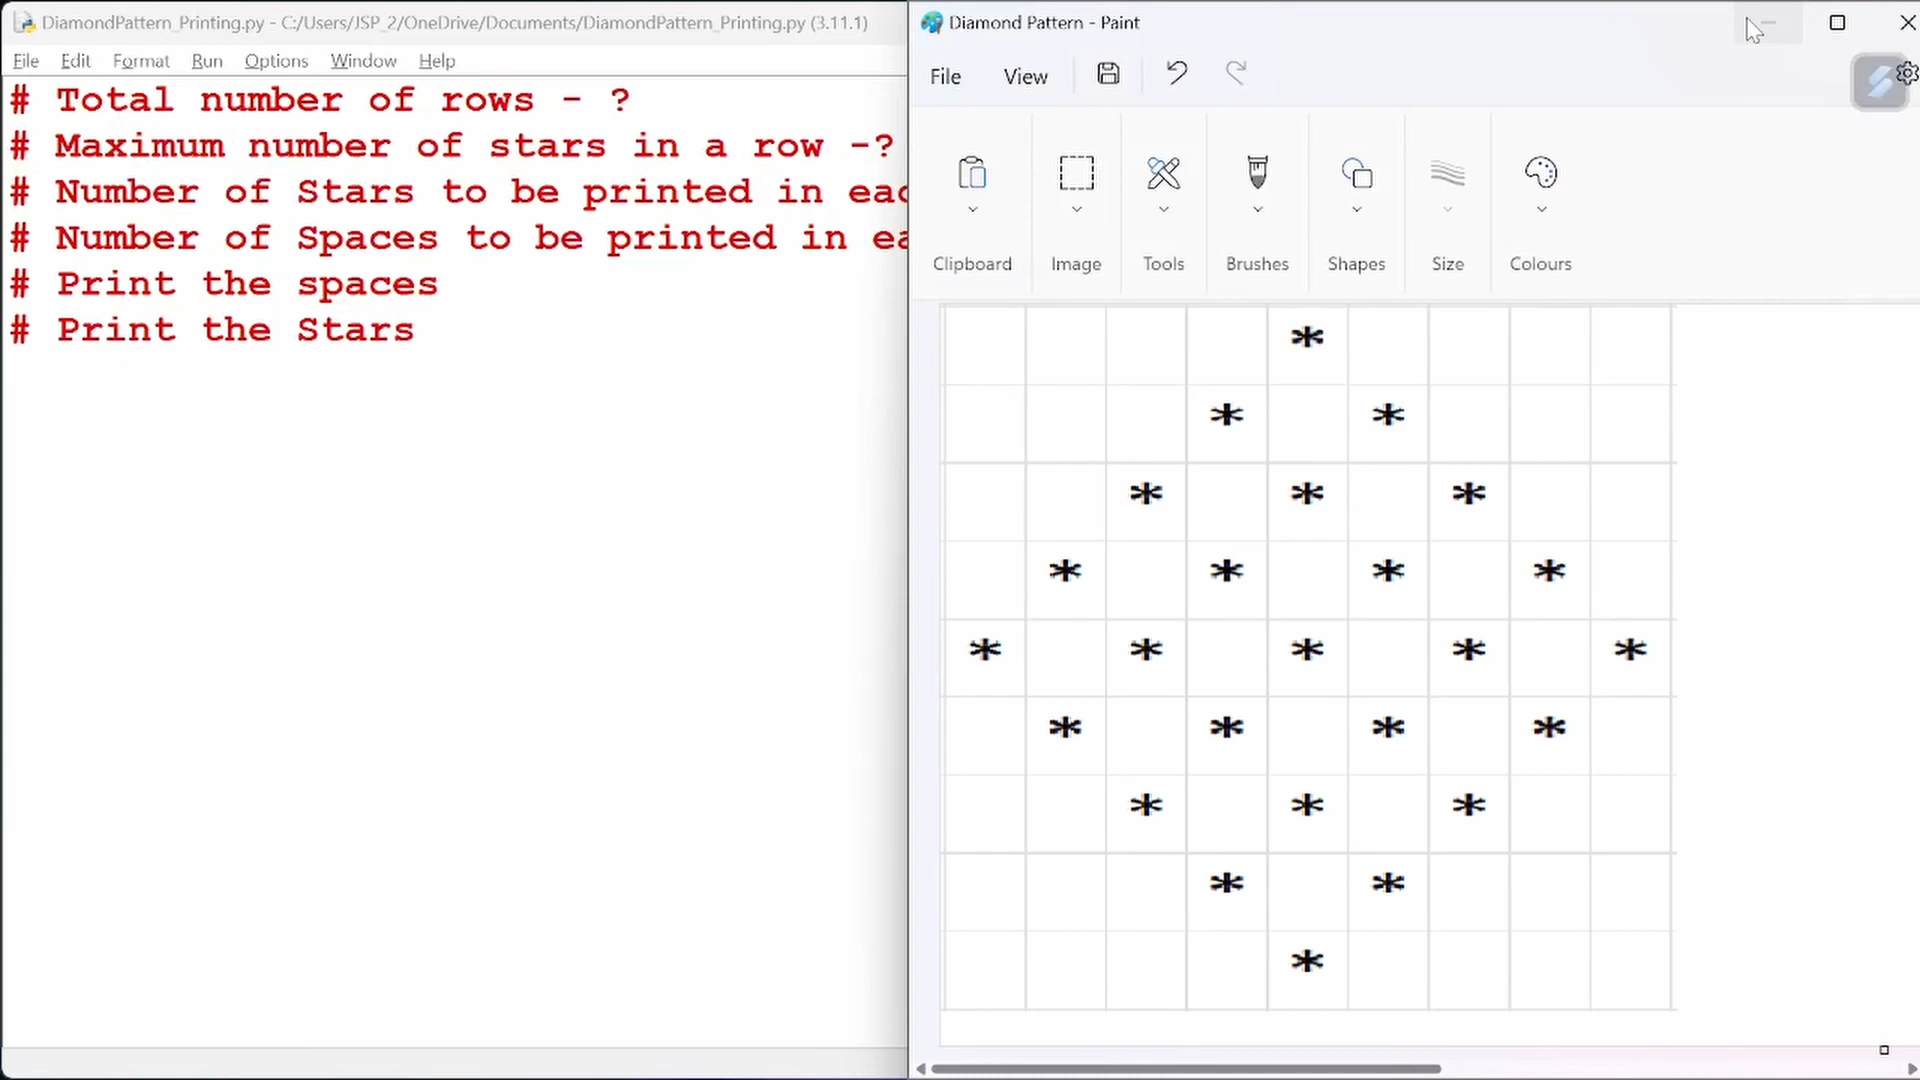 DiamondPattern_Printing.py - C:/Users/JSP_2/OneDrive/Documents/DiamondPattern_Printing.py (3.11.1)
File Edit Format Run Options Window Help
# Total number of rows - ?
# Maximum number of stars in a row -?
# Number of Stars to be printed in eac
# Number of Spaces to be printed in ea
# Print the spaces
# Print the Stars
Diamond Pattern - Paint
File View
Clipboard Image Tools Brushes Shapes Size Colours
*
* *
* * *
* * * *
* * * * *
* * * *
* * *
* *
*